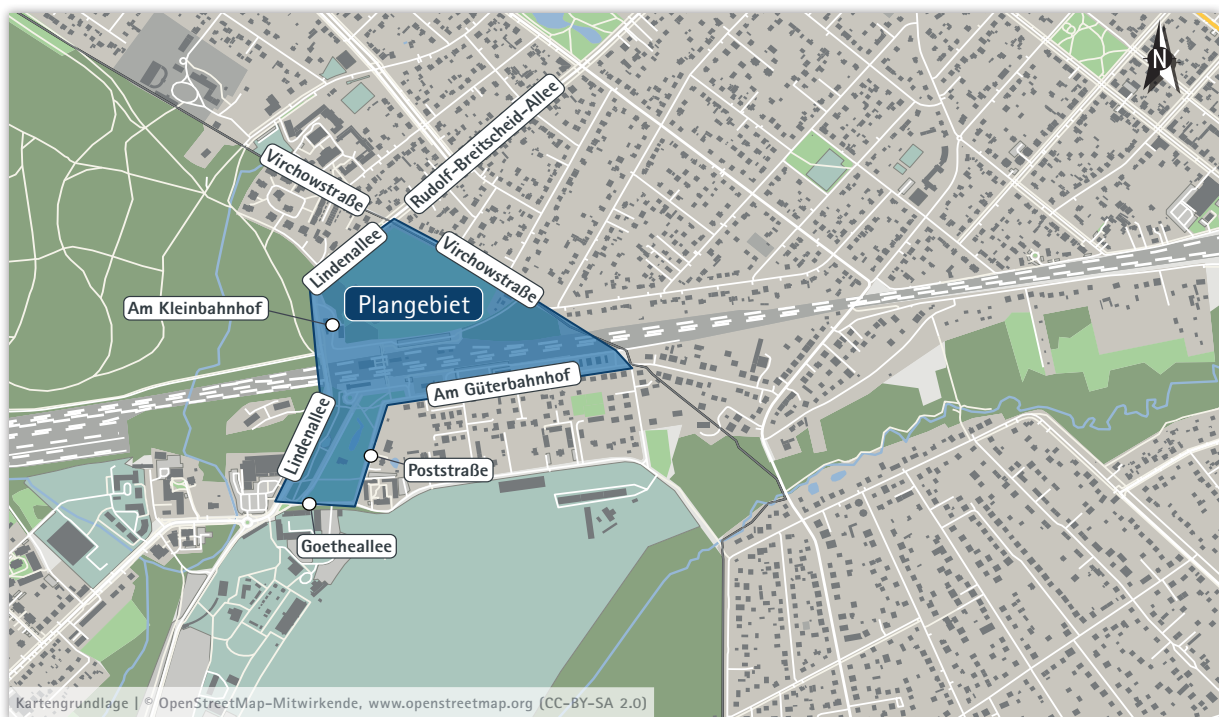 N
Rudolf-Breitscheid-Allee
Virchowstraße
Lindenallee
Virchowstraße
Am Kleinbahnhof
Plangebiet
Am Güterbahnhof
Lindenallee
Poststraße
Goetheallee
Kartengrundlage | © OpenStreetMap-Mitwirkende, www.openstreetmap.org (CC-BY-SA 2.0)